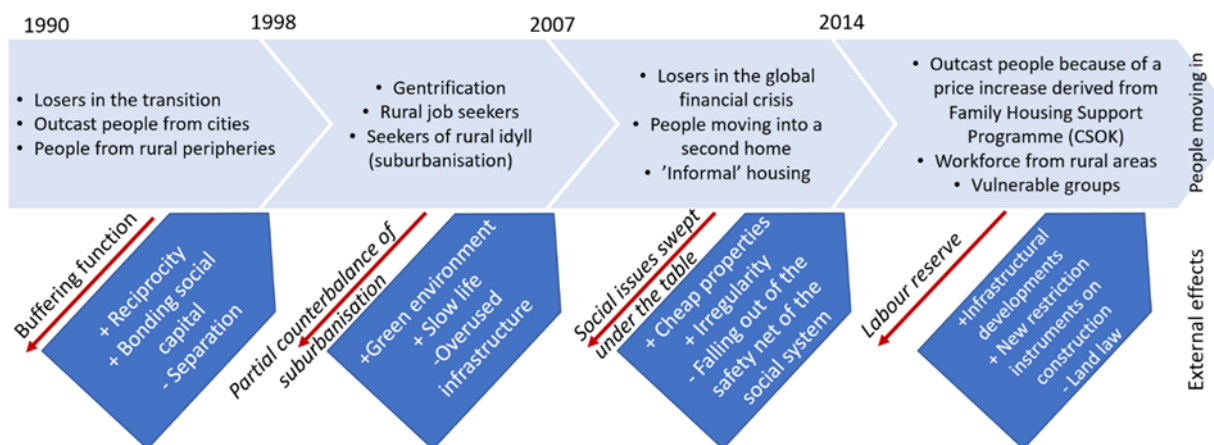 1990
1998
2007
2014
• Losers in the transition
• Outcast people from cities
• People from rural peripheries
• Gentrification
• Rural job seekers
• Seekers of rural idyll
(suburbanisation)
• Losers in the global
financial crisis
• People moving into a
second home
• 'Informal' housing
• Outcast people because of a
price increase derived from
Family Housing Support
Programme (CSOK)
• Workforce from rural areas
• Vulnerable groups
People moving in
Buffering function
+ Reciprocity
+ Bonding social
capital
- Separation
Partial counterbalance of
suburbanisation
+Green environment
+ Slow life
-Overused
infrastructure
Social issues swept
under the table
+ Cheap properties
+ Irregularity
- Falling out of the
safety net of the
social system
Labour reserve
+Infrastructural
developments
+ New restriction
instruments on
construction
- Land law
External effects